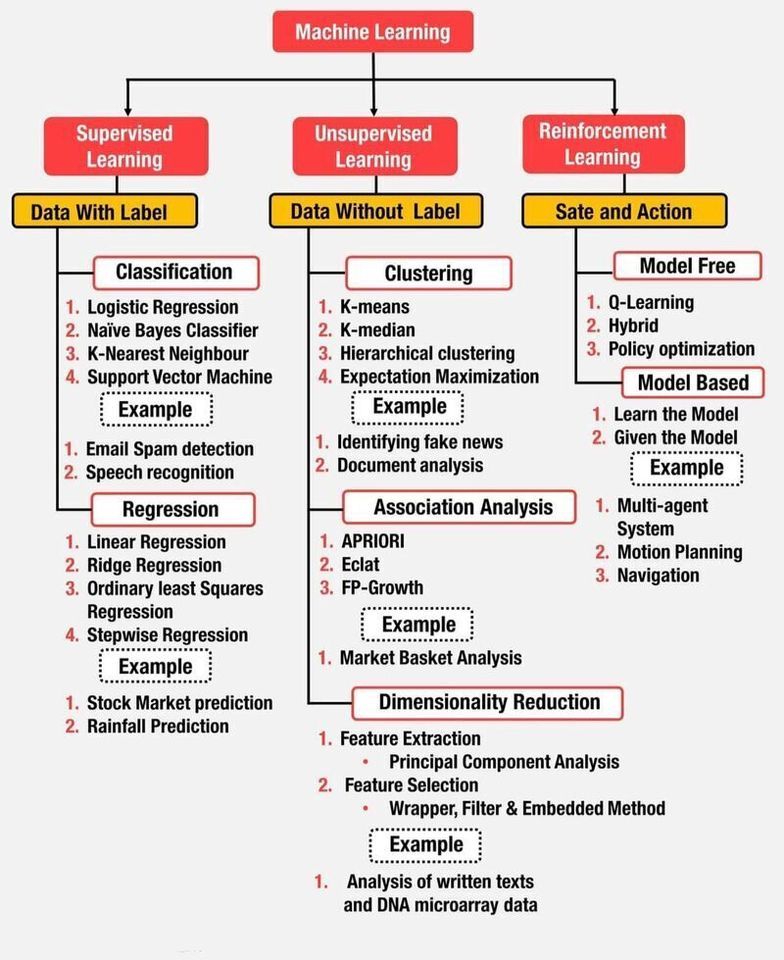 Machine Learning
Supervised
Learning
Unsupervised
Learning
Reinforcement
Learning
Data With Label
Data Without Label
Sate and Action
Classification
1. Logistic Regression
2. Naïve Bayes Classifier
3. K-Nearest Neighbour
4. Support Vector Machine
Example
1. Email Spam detection
2. Speech recognition
Regression
1. Linear Regression
2. Ridge Regression
3. Ordinary least Squares
Regression
4. Stepwise Regression
Example
1. Stock Market prediction
2. Rainfall Prediction
Clustering
1. K-means
2. K-median
3. Hierarchical clustering
4. Expectation Maximization
Example
1. Identifying fake news
2. Document analysis
Association Analysis
1. APRIORI
2. Eclat
3. FP-Growth
Example
1. Market Basket Analysis
Dimensionality Reduction
1. Feature Extraction
• Principal Component Analysis
2. Feature Selection
• Wrapper, Filter & Embedded Method
Example
1. Analysis of written texts
and DNA microarray data
Model Free
1. Q-Learning
2. Hybrid
3. Policy optimization
Model Based
1. Learn the Model
2. Given the Model
Example
1. Multi-agent
System
2. Motion Planning
3. Navigation